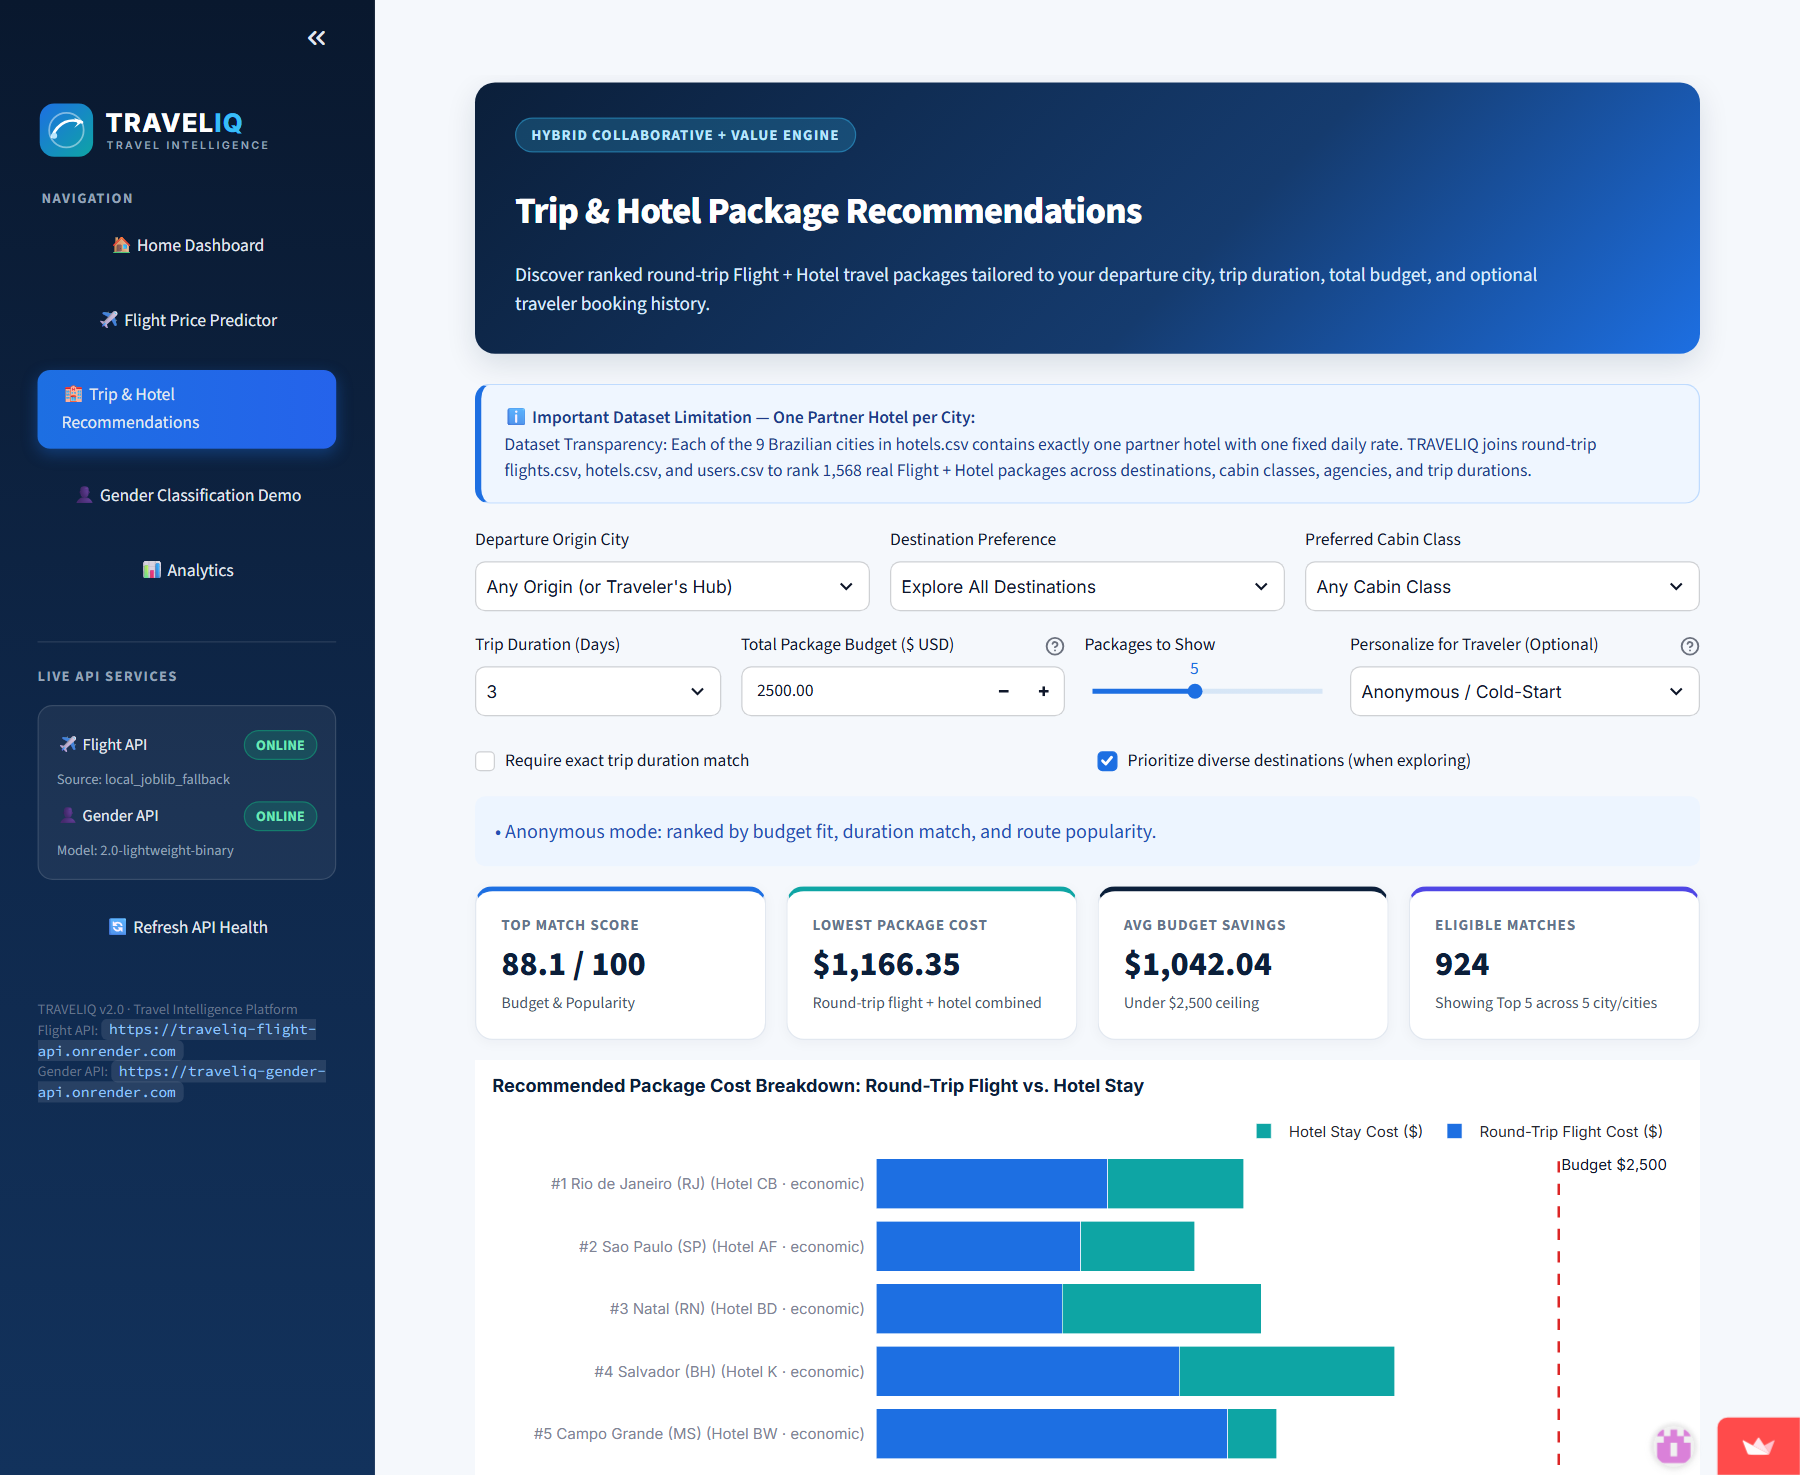 TRAVELIQ
TRAVEL INTELLIGENCE
NAVIGATION
Home Dashboard
Flight Price Predictor
Trip & Hotel
Recommendations
Gender Classification Demo
Analytics
LIVE API SERVICES
Flight API
ONLINE
Source: local_joblib_fallback
Gender API
ONLINE
Model: 2.0-lightweight-binary
Refresh API Health
TRAVELIQ v2.0 · Travel Intelligence Platform
Flight API: https://traveliq-flight-
api.onrender.com
Gender API: https://traveliq-gender-
api.onrender.com
HYBRID COLLABORATIVE + VALUE ENGINE
Trip & Hotel Package Recommendations
Discover ranked round-trip Flight + Hotel travel packages tailored to your departure city, trip duration, total budget, and optional
traveler booking history.
Important Dataset Limitation — One Partner Hotel per City:
Dataset Transparency: Each of the 9 Brazilian cities in hotels.csv contains exactly one partner hotel with one fixed daily rate. TRAVELIQ joins round-trip
flights.csv, hotels.csv, and users.csv to rank 1,568 real Flight + Hotel packages across destinations, cabin classes, agencies, and trip durations.
Departure Origin City
Destination Preference
Preferred Cabin Class
Any Origin (or Traveler's Hub)
Explore All Destinations
Any Cabin Class
Trip Duration (Days)
Total Package Budget ($ USD)
Packages to Show
Personalize for Traveler (Optional)
3
2500.00
5
Anonymous / Cold-Start
Require exact trip duration match
Prioritize diverse destinations (when exploring)
• Anonymous mode: ranked by budget fit, duration match, and route popularity.
TOP MATCH SCORE
88.1 / 100
Budget & Popularity
LOWEST PACKAGE COST
$1,166.35
Round-trip flight + hotel combined
AVG BUDGET SAVINGS
$1,042.04
Under $2,500 ceiling
ELIGIBLE MATCHES
924
Showing Top 5 across 5 city/cities
Recommended Package Cost Breakdown: Round-Trip Flight vs. Hotel Stay
Hotel Stay Cost ($)
Round-Trip Flight Cost ($)
Budget $2,500
#1 Rio de Janeiro (RJ) (Hotel CB · economic)
#2 Sao Paulo (SP) (Hotel AF · economic)
#3 Natal (RN) (Hotel BD · economic)
#4 Salvador (BH) (Hotel K · economic)
#5 Campo Grande (MS) (Hotel BW · economic)